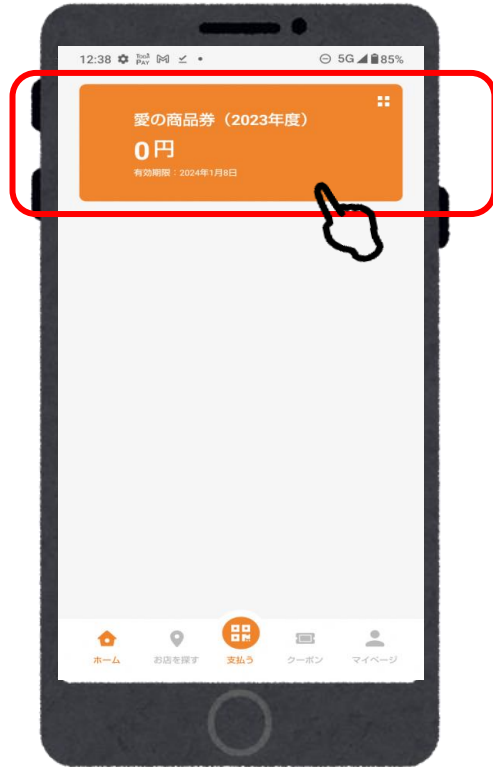 12:38 TooX PAY 5G 85%
愛の商品券（2023年度）
0円
有効期限：2024年1月8日
ホーム お店を探す 支払う クーポン マイページ